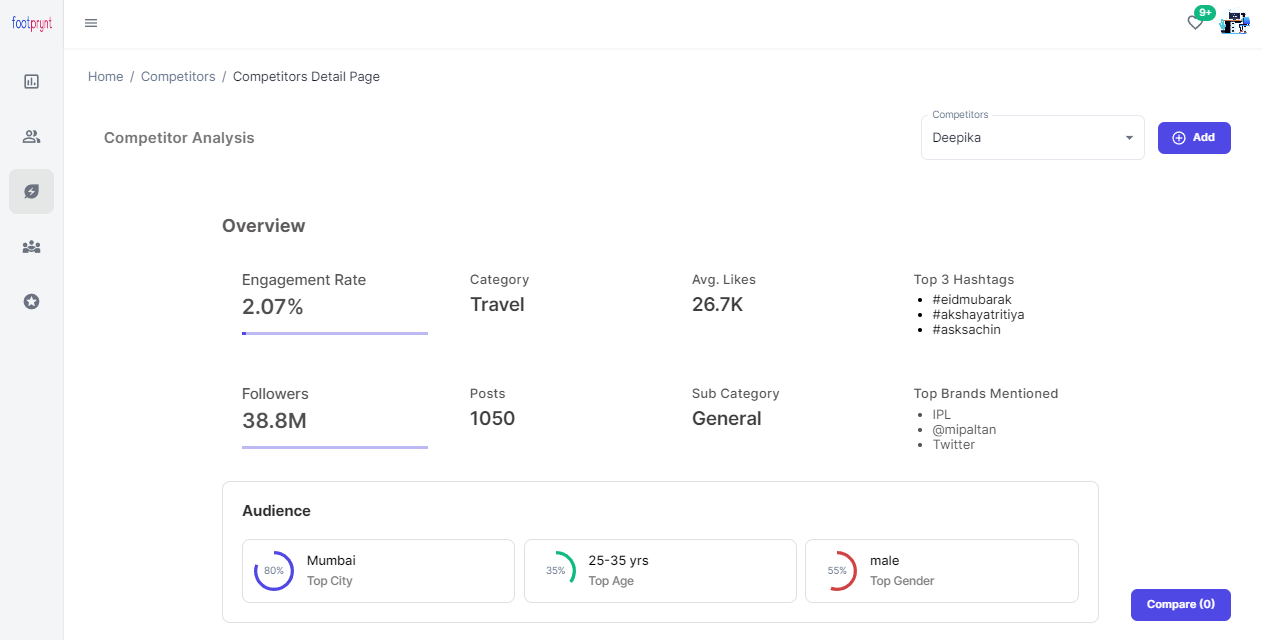 footprynt
9+
Home / Competitors / Competitors Detail Page
Competitor Analysis
Competitors
Deepika
Add
Overview
Engagement Rate
2.07%
Category
Travel
Avg. Likes
26.7K
Top 3 Hashtags
#eidmubarak
#akshayatritiya
#asksachin
Followers
38.8M
Posts
1050
Sub Category
General
Top Brands Mentioned
IPL
@mipaltan
Twitter
Audience
80%
Mumbai
Top City
35%
25-35 yrs
Top Age
55%
male
Top Gender
Compare (0)